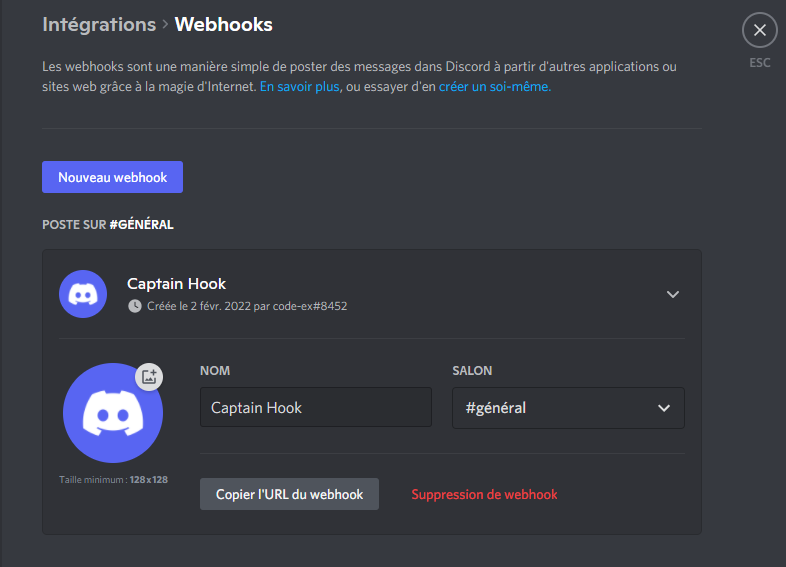 Intégrations > Webhooks
ESC
Les webhooks sont une manière simple de poster des messages dans Discord à partir d'autres applications ou
sites web grâce à la magie d'Internet. En savoir plus, ou essayer d'en créer un soi-même.
Nouveau webhook
POSTE SUR #GÉNÉRAL
Captain Hook
Créée le 2 févr. 2022 par code-ex#8452
NOM
SALON
Captain Hook
#général
Taille minimum : 128x128
Copier l'URL du webhook
Suppression de webhook